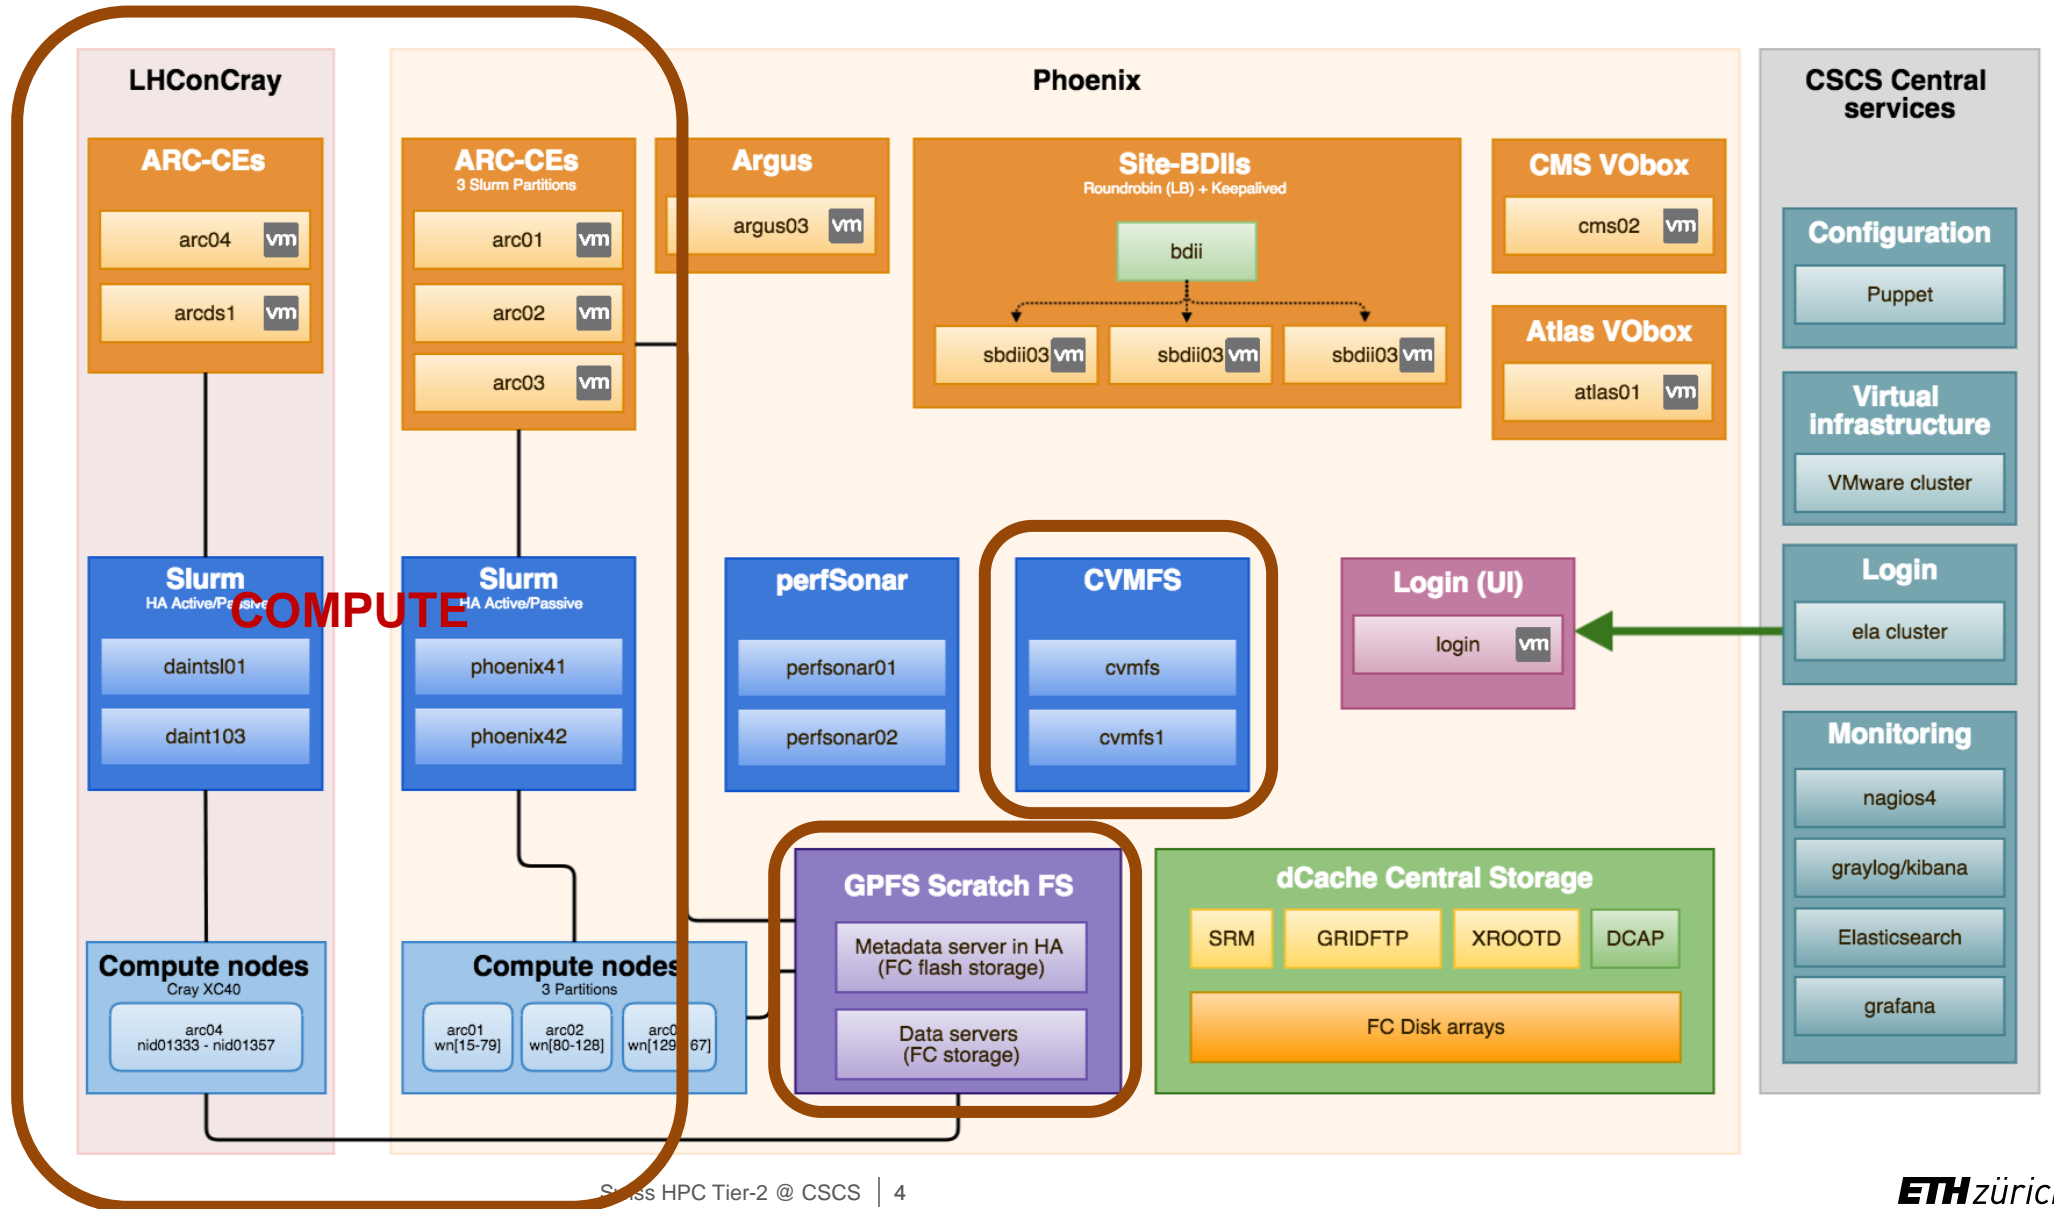 LHConCray
ARC-CEs
arc04 vm
arcds1 vm
Slurm
HA Active/Passive
daintsl01
daint103
Compute nodes
Cray XC40
arc04
nid01333 - nid01357
COMPUTE
Phoenix
ARC-CEs
3 Slurm Partitions
arc01 vm
arc02 vm
arc03 vm
Slurm
HA Active/Passive
phoenix41
phoenix42
Compute nodes
3 Partitions
arc01
wn[15-79]
arc02
wn[80-128]
Argus
argus03 vm
Site-BDIIs
Roundrobin (LB) + Keepalived
bdii
sbdii03 vm
sbdii03 vm
sbdii03 vm
CMS VObox
cms02 vm
Atlas VObox
atlas01 vm
perfSonar
perfsonar01
perfsonar02
CVMFS
cvmfs
cvmfs1
Login (UI)
login vm
GPFS Scratch FS
Metadata server in HA
(FC flash storage)
Data servers
(FC storage)
dCache Central Storage
SRM GRIDFTP XROOTD DCAP
FC Disk arrays
CSCS Central
services
Configuration
Puppet
Virtual
infrastructure
VMware cluster
Login
ela cluster
Monitoring
nagios4
graylog/kibana
Elasticsearch
grafana
Swiss HPC Tier-2 @ CSCS 4
ETH züric